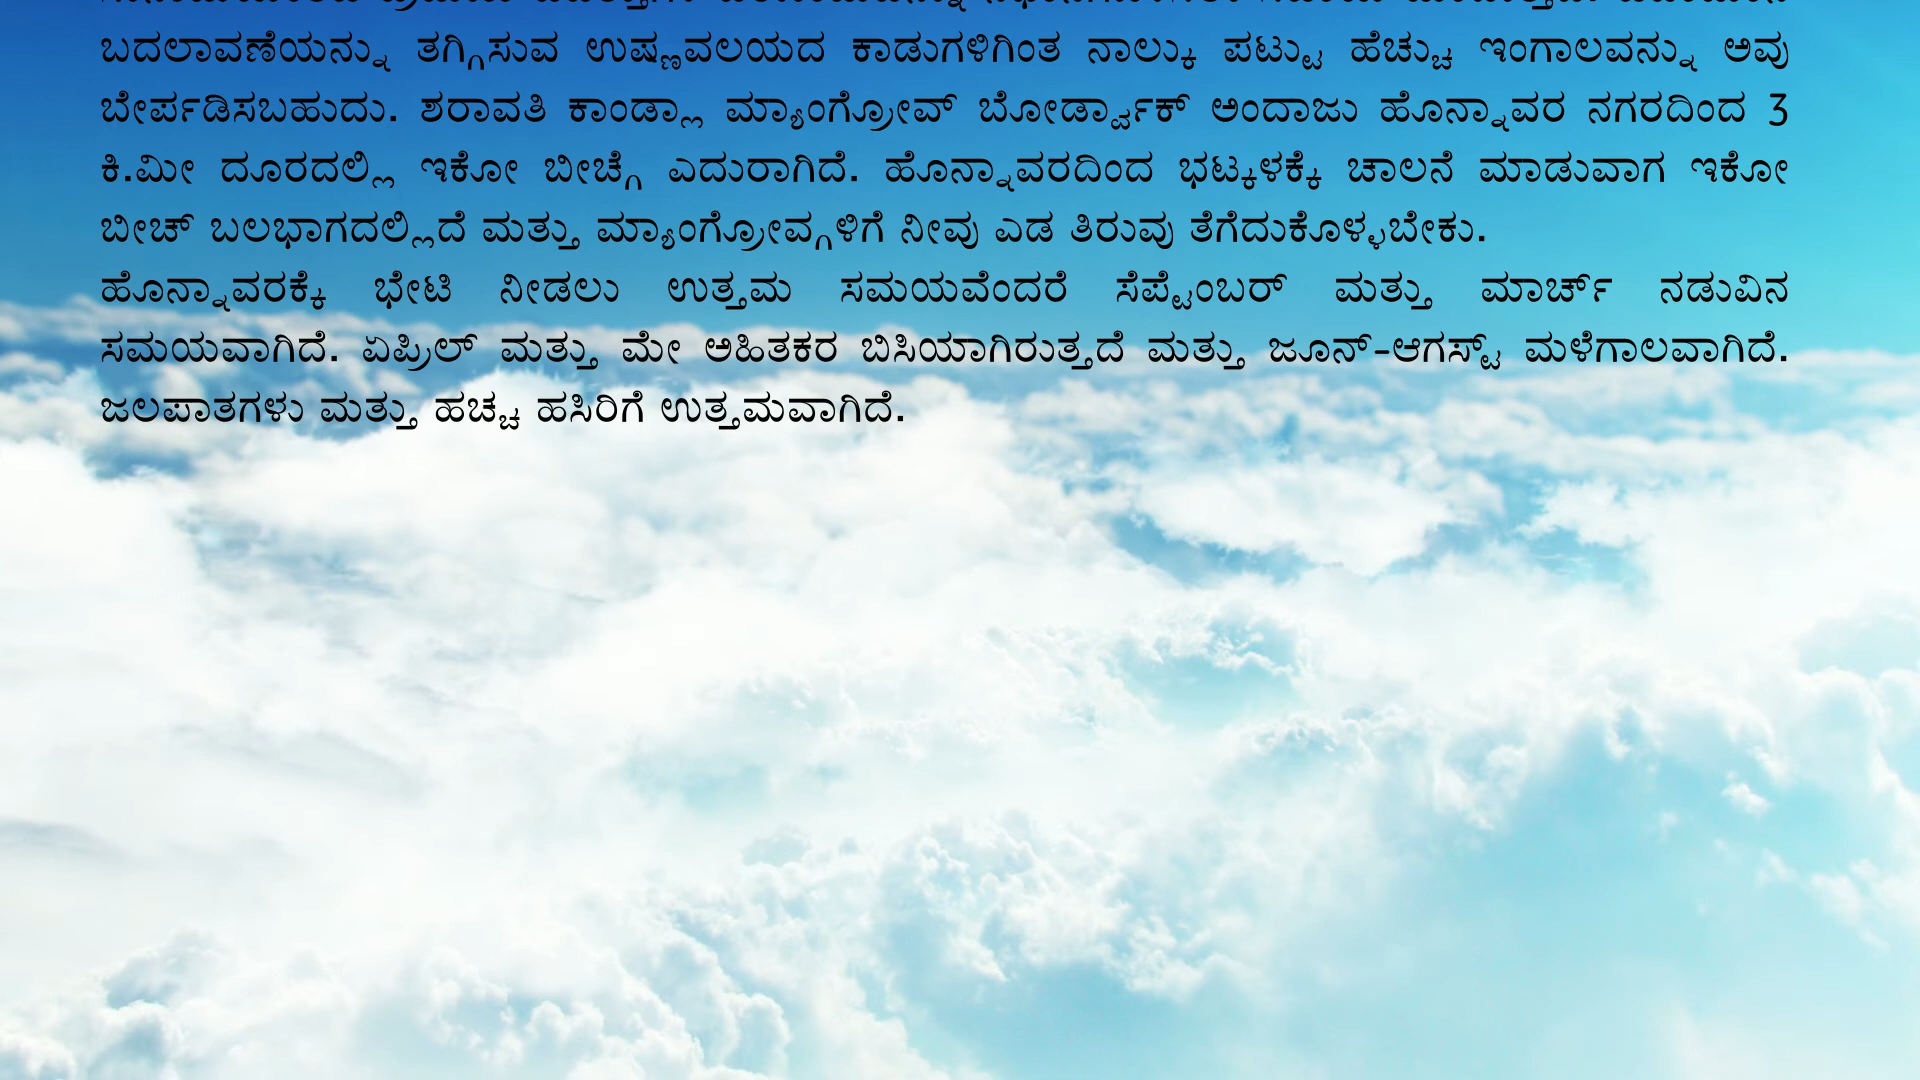 ಬದಲಾವಣೆಯನ್ನು ತಗ್ಗಿಸುವ ಉಷ್ಣವಲಯದ ಕಾಡುಗಳಿಗಿಂತ ನಾಲ್ಕು ಪಟ್ಟು ಹೆಚ್ಚು ಇಂಗಾಲವನ್ನು ಅವು
ಬೇರ್ಪಡಿಸಬಹುದು. ಶರಾವತಿ ಕಾಂಡ್ಲಾ ಮ್ಯಾಂಗ್ರೋವ್ ಬೋರ್ಡ್ವಾಕ್ ಅಂದಾಜು ಹೊನ್ನಾವರ ನಗರದಿಂದ 3
ಕಿ.ಮೀ ದೂರದಲ್ಲಿ ಇಕೋ ಬೀಚ್ಗೆ ಎದುರಾಗಿದೆ. ಹೊನ್ನಾವರದಿಂದ ಭಟ್ಕಳಕ್ಕೆ ಚಾಲನೆ ಮಾಡುವಾಗ ಇಕೋ
ಬೀಚ್ ಬಲಭಾಗದಲ್ಲಿದೆ ಮತ್ತು ಮ್ಯಾಂಗ್ರೋವ್ಗಳಿಗೆ ನೀವು ಎಡ ತಿರುವು ತೆಗೆದುಕೊಳ್ಳಬೇಕು.
ಹೊನ್ನಾವರಕ್ಕೆ ಭೇಟಿ ನೀಡಲು ಉತ್ತಮ ಸಮಯವೆಂದರೆ ಸೆಪ್ಟೆಂಬರ್ ಮತ್ತು ಮಾರ್ಚ್ ನಡುವಿನ
ಸಮಯವಾಗಿದೆ. ಏಪ್ರಿಲ್ ಮತ್ತು ಮೇ ಅಹಿತಕರ ಬಿಸಿಯಾಗಿರುತ್ತದೆ ಮತ್ತು ಜೂನ್-ಆಗಸ್ಟ್ ಮಳೆಗಾಲವಾಗಿದೆ.
ಜಲಪಾತಗಳು ಮತ್ತು ಹಚ್ಚ ಹಸಿರಿಗೆ ಉತ್ತಮವಾಗಿದೆ.